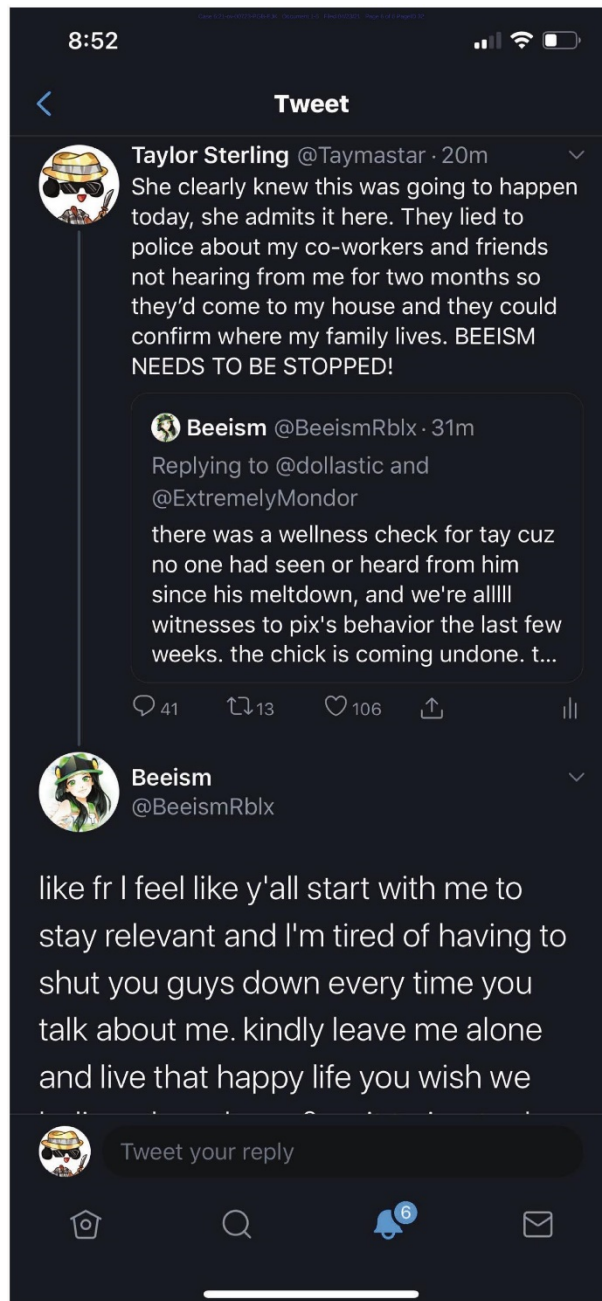 8:52
Tweet
Taylor Sterling @Taymastar · 20m
She clearly knew this was going to happen
today, she admits it here. They lied to
police about my co-workers and friends
not hearing from me for two months so
they'd come to my house and they could
confirm where my family lives. BEEISM
NEEDS TO BE STOPPED!
Beeism @BeeismRblx · 31m
Replying to @dollastic and
@ExtremelyMondor
there was a wellness check for tay cuz
no one had seen or heard from him
since his meltdown, and we're alllll
witnesses to pix's behavior the last few
weeks. the chick is coming undone. t...
41 13 106
Beeism
@BeeismRblx
like fr I feel like y'all start with me to
stay relevant and I'm tired of having to
shut you guys down every time you
talk about me. kindly leave me alone
and live that happy life you wish we
Tweet your reply
6